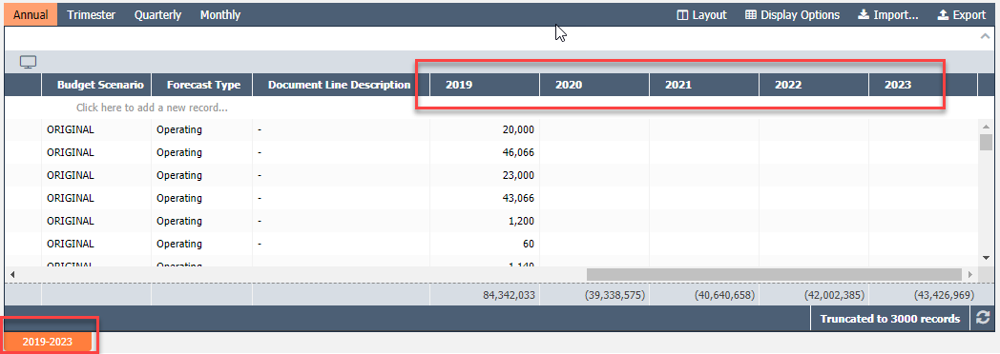 Annual Trimester Quarterly Monthly Layout Display Options Import... Export
Budget Scenario Forecast Type Document Line Description 2019 2020 2021 2022 2023
Click here to add a new record...
ORIGINAL Operating - 20,000
ORIGINAL Operating - 46,066
ORIGINAL Operating - 23,000
ORIGINAL Operating - 43,066
ORIGINAL Operating - 1,200
ORIGINAL Operating - 60
ORIGINAL Operating - 1,140
84,342,033 (39,338,575) (40,640,658) (42,002,385) (43,426,969)
Truncated to 3000 records
2019-2023